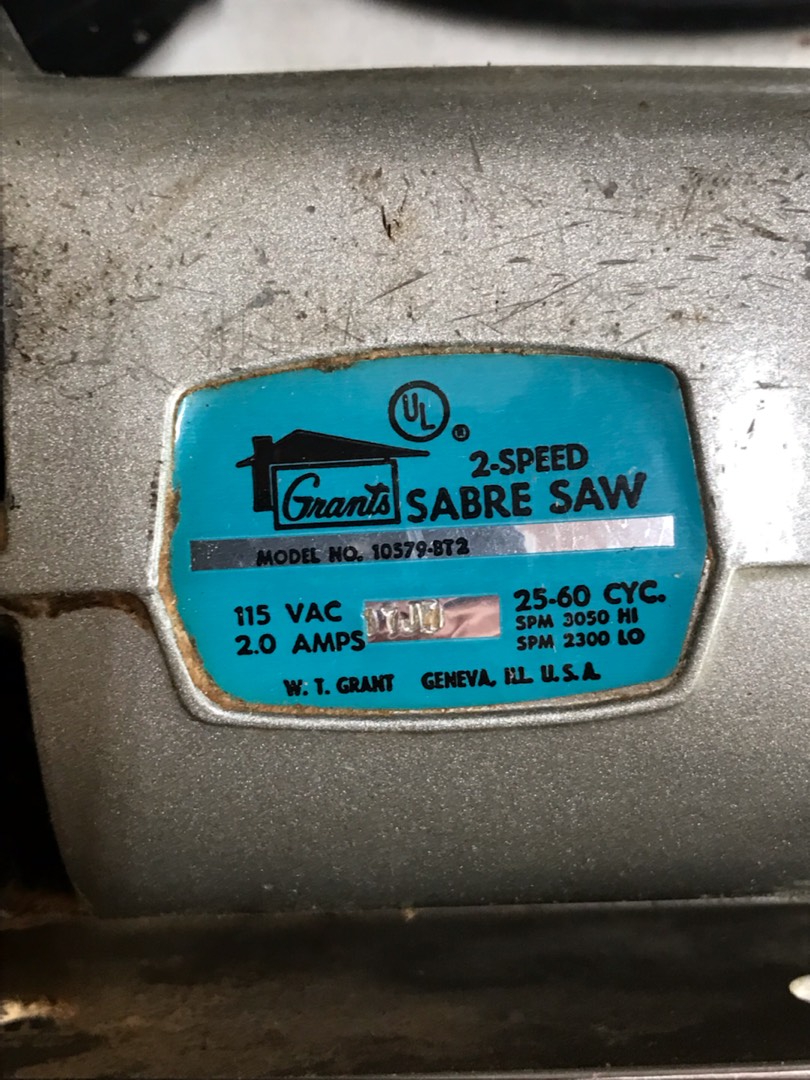 UL
2-SPEED
Grants SABRE SAW
MODEL NO. 10579-BT2
115 VAC
2.0 AMPS
25-60 CYC.
SPM 3050 HI
SPM 2300 LO
W. T. GRANT GENEVA, ILL. U. S. A.